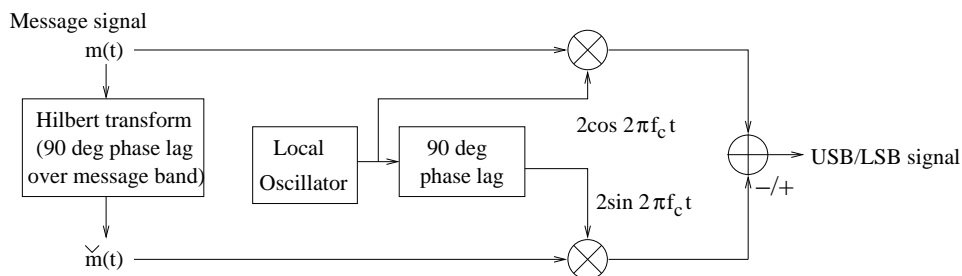 Message signal
m(t)
Hilbert transform
(90 deg phase lag
over message band)
Local
Oscillator
90 deg
phase lag
2cos 2πf_c t
2sin 2πf_c t
−/+
USB/LSB signal
m̌(t)